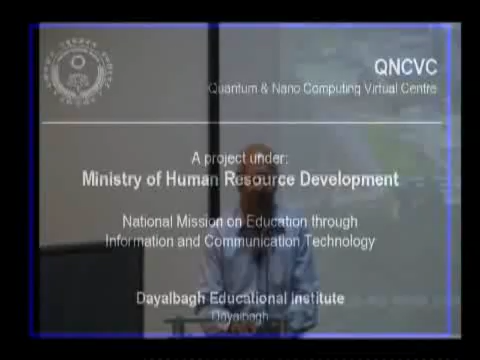 QNCVC
Quantum & Nano Computing Virtual Centre
A project under:
Ministry of Human Resource Development
National Mission on Education through
Information and Communication Technology
Dayalbagh Educational Institute
Dayalbagh